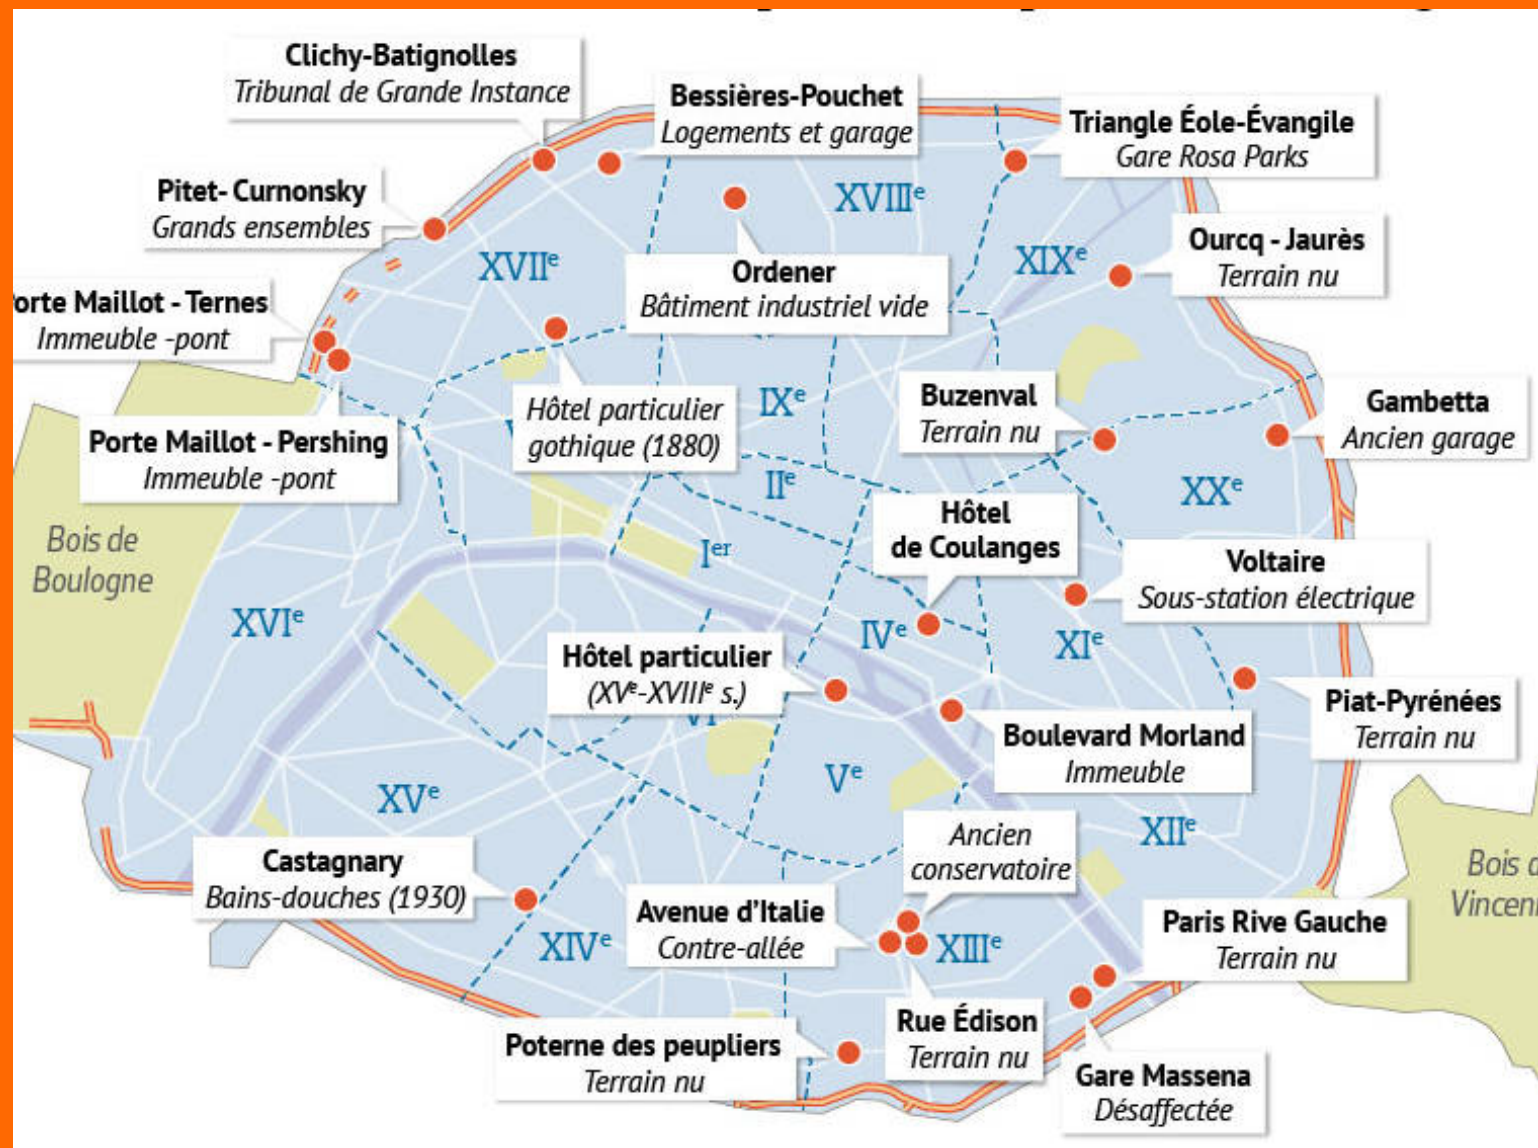 Clichy-Batignolles
Tribunal de Grande Instance
Bessières-Pouchet
Logements et garage
Triangle Éole-Évangile
Gare Rosa Parks
Pitet- Curnonsky
Grands ensembles
XVIIIe
XVIIe
XIXe
Ourcq - Jaurès
Terrain nu
Ordener
Bâtiment industriel vide
Maillot - Ternes
Immeuble -pont
Hôtel particulier
gothique (1880)
IXe
Buzenval
Terrain nu
Gambetta
Ancien garage
Porte Maillot - Pershing
Immeuble -pont
IIe
XXe
Hôtel
de Coulanges
Bois de
Boulogne
Ier
Voltaire
Sous-station électrique
XVIe
IVe
XIe
Hôtel particulier
(XVe-XVIIIe s.)
Piat-Pyrénées
Terrain nu
Boulevard Morland
Immeuble
Ve
XVe
XIIe
Ancien
conservatoire
Castagnary
Bains-douches (1930)
Bois
Avenue d'Italie
Contre-allée
XIVe
XIIIe
Paris Rive Gauche
Terrain nu
Rue Édison
Terrain nu
Poterne des peupliers
Terrain nu
Gare Massena
Désaffectée